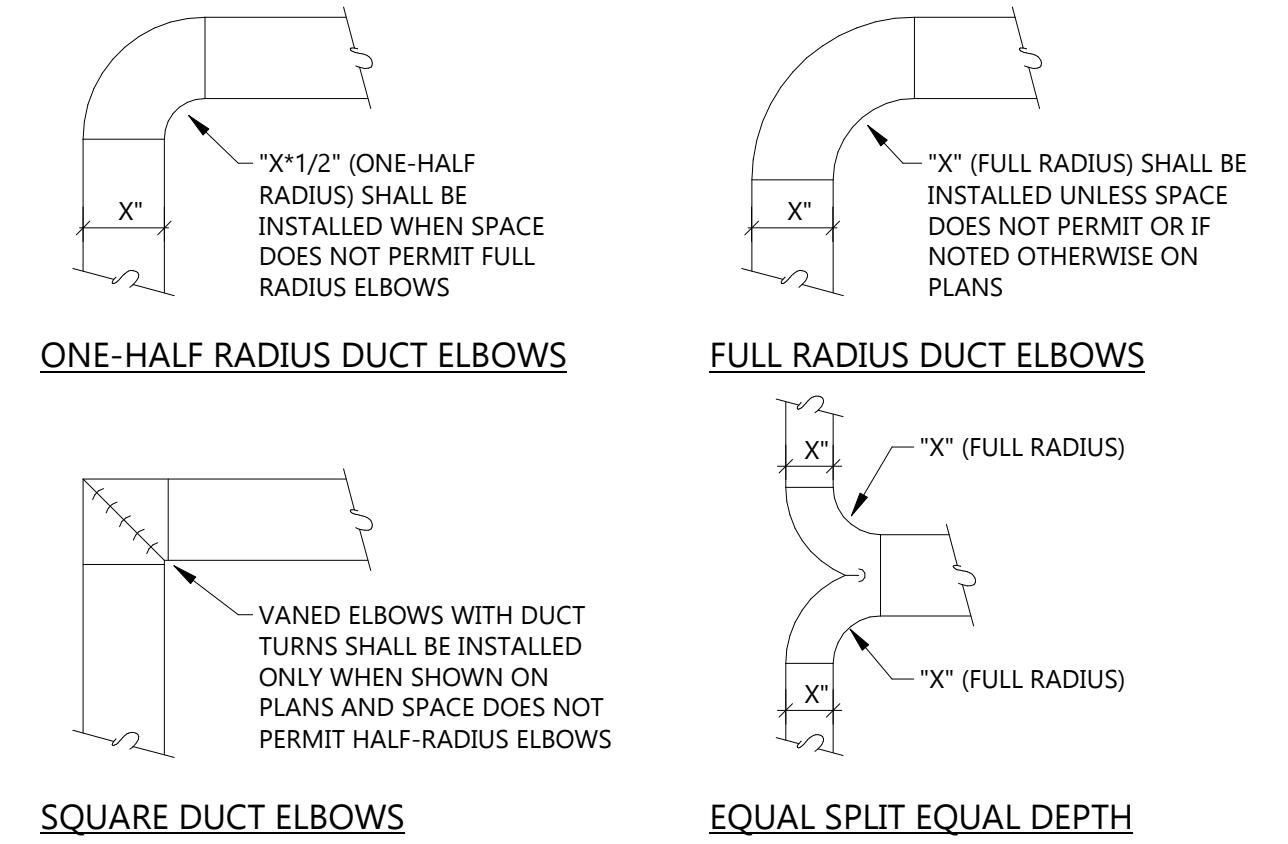 "X*1/2" (ONE-HALF
RADIUS) SHALL BE
INSTALLED WHEN SPACE
DOES NOT PERMIT FULL
RADIUS ELBOWS
X"
ONE-HALF RADIUS DUCT ELBOWS
"X" (FULL RADIUS) SHALL BE
INSTALLED UNLESS SPACE
DOES NOT PERMIT OR IF
NOTED OTHERWISE ON
PLANS
X"
FULL RADIUS DUCT ELBOWS
VANED ELBOWS WITH DUCT
TURNS SHALL BE INSTALLED
ONLY WHEN SHOWN ON
PLANS AND SPACE DOES NOT
PERMIT HALF-RADIUS ELBOWS
SQUARE DUCT ELBOWS
X"
"X" (FULL RADIUS)
"X" (FULL RADIUS)
X"
EQUAL SPLIT EQUAL DEPTH